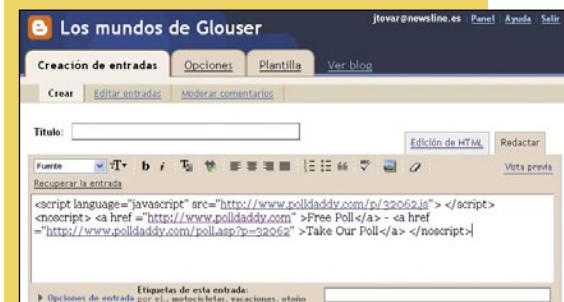 jtovar@newsline.es | Panel | Ayuda | Salir
Los mundos de Glouser
Creación de entradas Opciones Plantilla Ver blog
Crear Editar entradas Moderar comentarios
Título:
Edición de HTML Redactar
Fuente T b i T Vista previa
Recuperar la entrada
<script language="javascript" src="http://www.polldaddy.com/p/32062.js"> </script>
<noscript> <a href ="http://www.polldaddy.com" >Free Poll</a> - <a href
="http://www.polldaddy.com/poll.asp?p=32062" >Take Our Poll</a> </noscript>
Etiquetas de esta entrada:
Opciones de entrada por ej., motocicletas, vacaciones, otoño